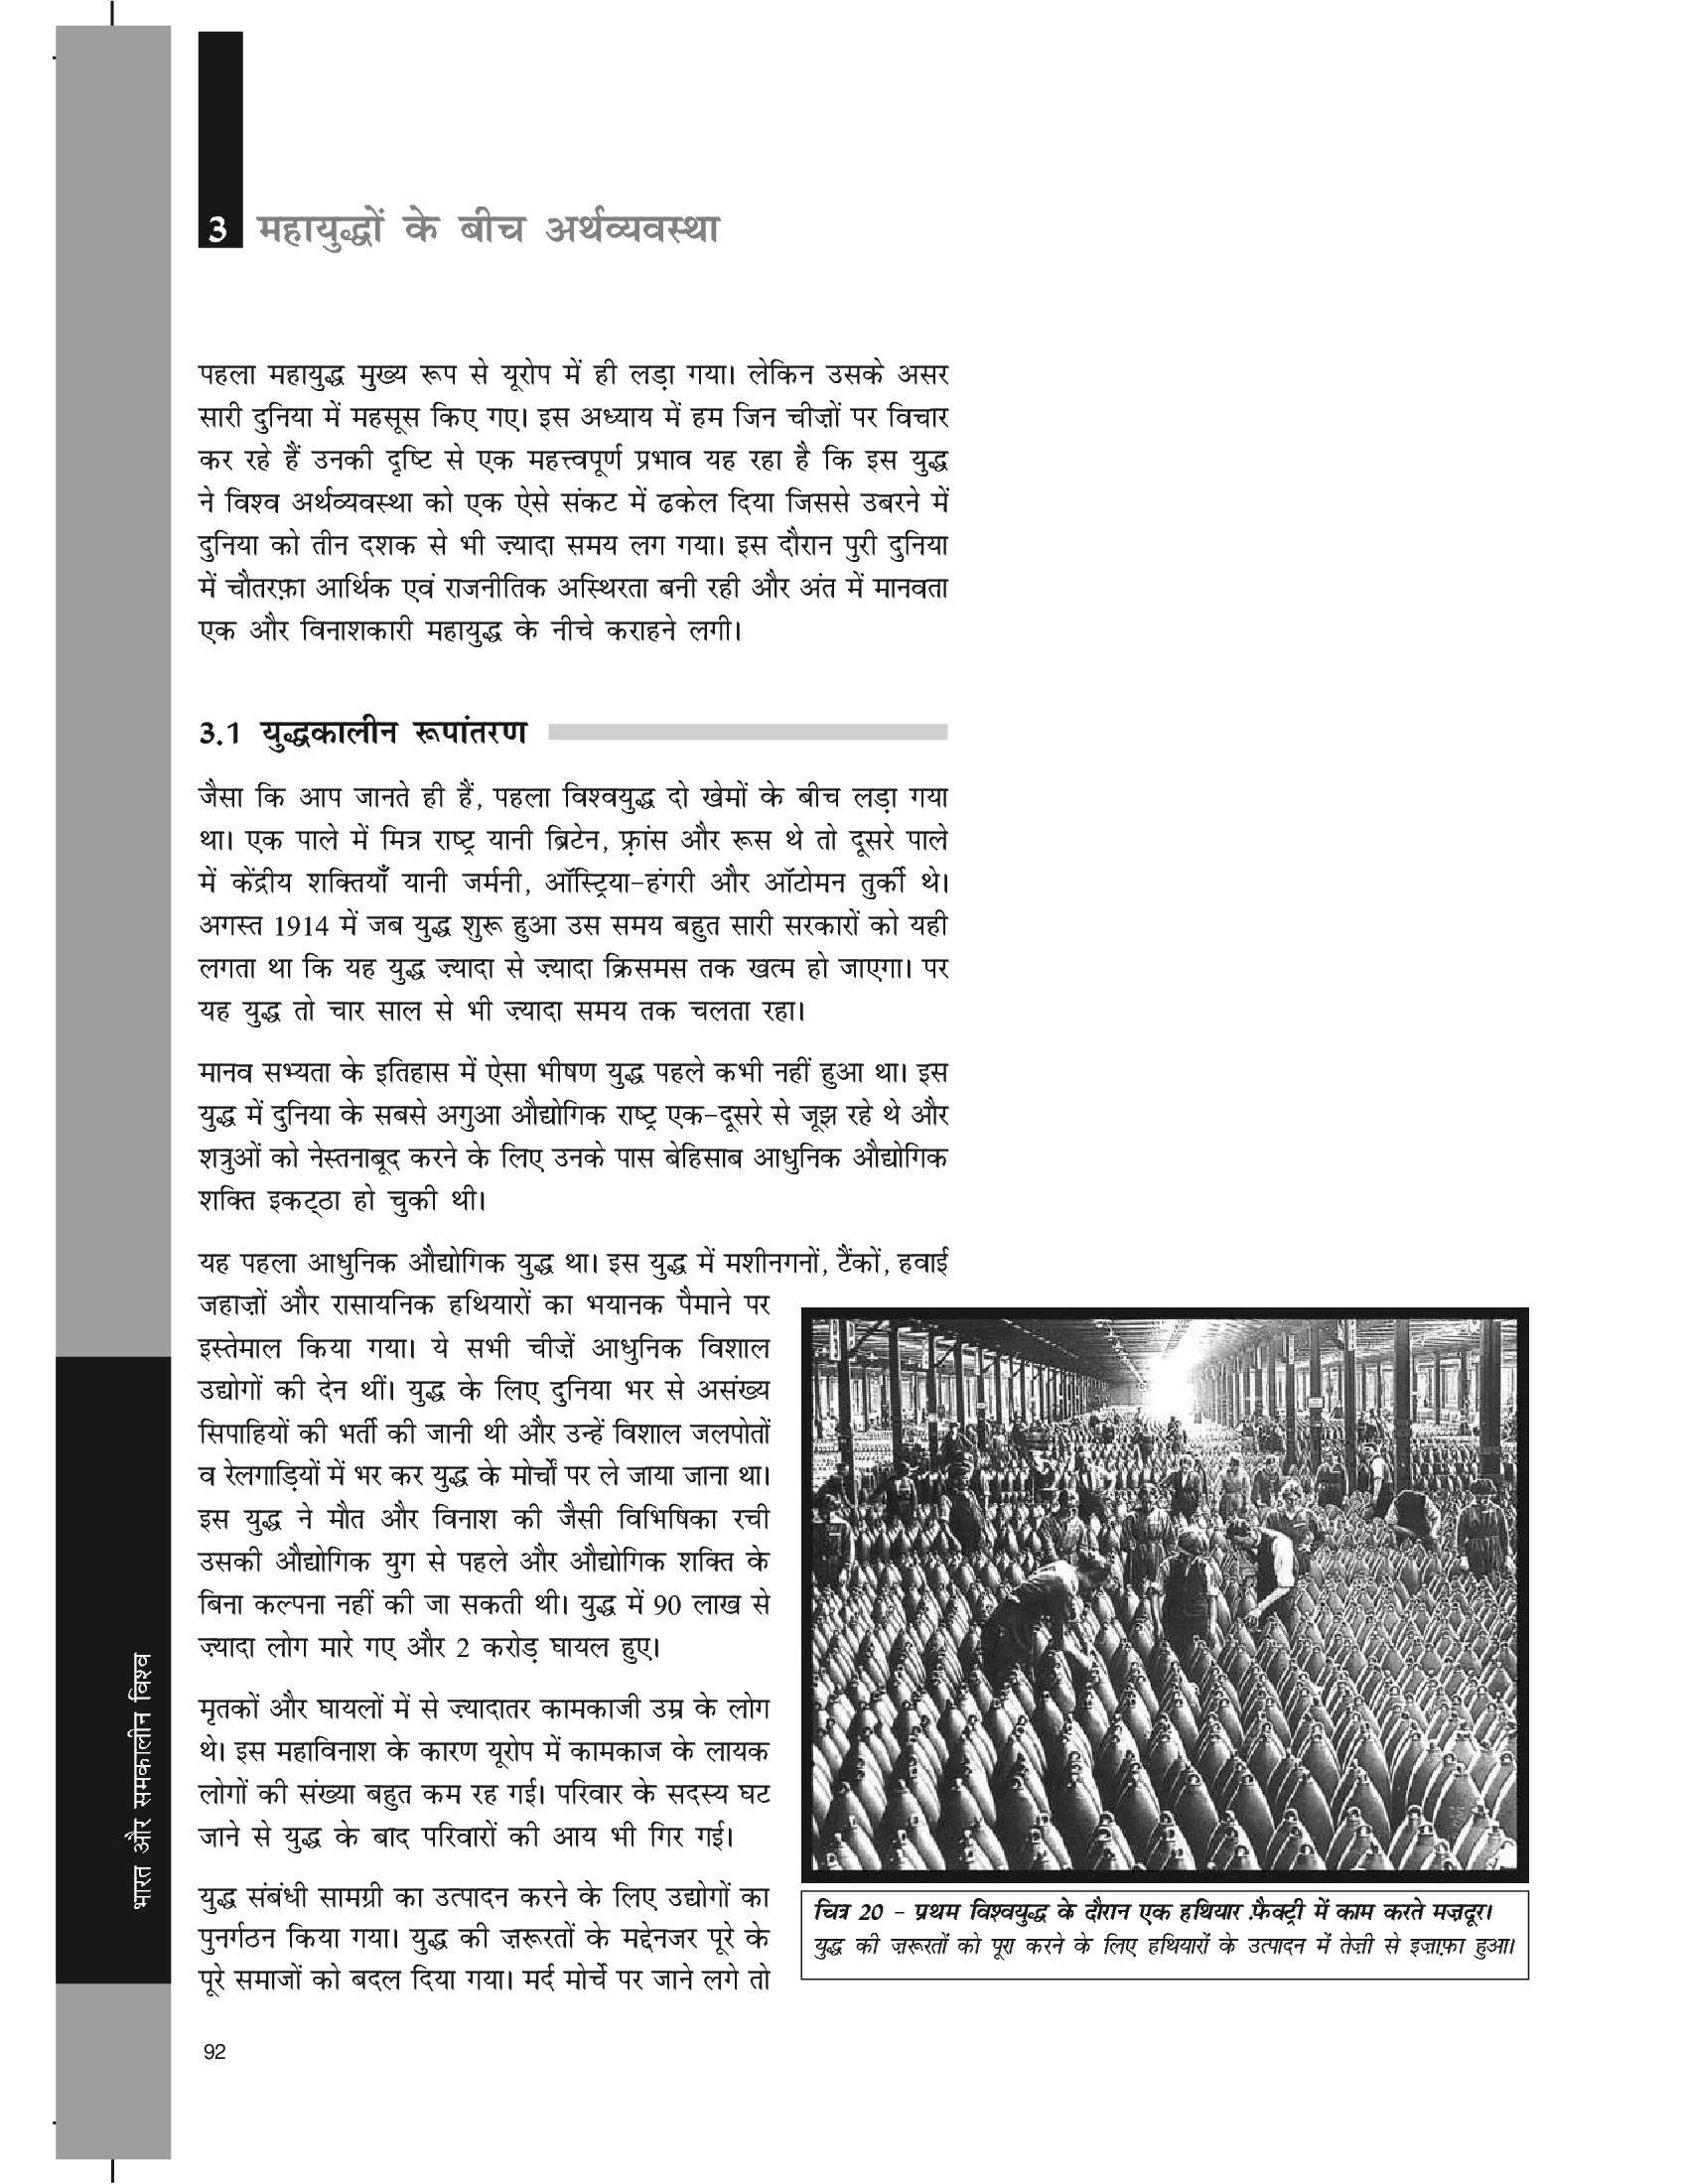 3 महायुद्धों के बीच अर्थव्यवस्था
पहला महायुद्ध मुख्य रूप से यूरोप में ही लड़ा गया। लेकिन उसके असर
सारी दुनिया में महसूस किए गए। इस अध्याय में हम जिन चीज़ों पर विचार
कर रहे हैं उनकी दृष्टि से एक महत्त्वपूर्ण प्रभाव यह रहा है कि इस युद्ध
ने विश्व अर्थव्यवस्था को एक ऐसे संकट में ढकेल दिया जिससे उबरने में
दुनिया को तीन दशक से भी ज़्यादा समय लग गया। इस दौरान पुरी दुनिया
में चौतरफ़ा आर्थिक एवं राजनीतिक अस्थिरता बनी रही और अंत में मानवता
एक और विनाशकारी महायुद्ध के नीचे कराहने लगी।
3.1 युद्धकालीन रूपांतरण
जैसा कि आप जानते ही हैं, पहला विश्वयुद्ध दो खेमों के बीच लड़ा गया
था। एक पाले में मित्र राष्ट्र यानी ब्रिटेन, फ़्रांस और रूस थे तो दूसरे पाले
में केंद्रीय शक्तियाँ यानी जर्मनी, ऑस्ट्रिया-हंगरी और ऑटोमन तुर्की थे।
अगस्त 1914 में जब युद्ध शुरू हुआ उस समय बहुत सारी सरकारों को यही
लगता था कि यह युद्ध ज़्यादा से ज़्यादा क्रिसमस तक खत्म हो जाएगा। पर
यह युद्ध तो चार साल से भी ज़्यादा समय तक चलता रहा।
मानव सभ्यता के इतिहास में ऐसा भीषण युद्ध पहले कभी नहीं हुआ था। इस
युद्ध में दुनिया के सबसे अगुआ औद्योगिक राष्ट्र एक-दूसरे से जूझ रहे थे और
शत्रुओं को नेस्तनाबूद करने के लिए उनके पास बेहिसाब आधुनिक औद्योगिक
शक्ति इकट्ठा हो चुकी थी।
यह पहला आधुनिक औद्योगिक युद्ध था। इस युद्ध में मशीनगनों, टैंकों, हवाई
जहाज़ों और रासायनिक हथियारों का भयानक पैमाने पर
इस्तेमाल किया गया। ये सभी चीज़ें आधुनिक विशाल
उद्योगों की देन थीं। युद्ध के लिए दुनिया भर से असंख्य
सिपाहियों की भर्ती की जानी थी और उन्हें विशाल जलपोतों
व रेलगाड़ियों में भर कर युद्ध के मोर्चों पर ले जाया जाना था।
इस युद्ध ने मौत और विनाश की जैसी विभिषिका रची
उसकी औद्योगिक युग से पहले और औद्योगिक शक्ति के
बिना कल्पना नहीं की जा सकती थी। युद्ध में 90 लाख से
ज़्यादा लोग मारे गए और 2 करोड़ घायल हुए।
मृतकों और घायलों में से ज़्यादातर कामकाजी उम्र के लोग
थे। इस महाविनाश के कारण यूरोप में कामकाज के लायक
लोगों की संख्या बहुत कम रह गई। परिवार के सदस्य घट
जाने से युद्ध के बाद परिवारों की आय भी गिर गई।
युद्ध संबंधी सामग्री का उत्पादन करने के लिए उद्योगों का
पुनर्गठन किया गया। युद्ध की ज़रूरतों के मद्देनजर पूरे के
पूरे समाजों को बदल दिया गया। मर्द मोर्चे पर जाने लगे तो
चित्र 20 – प्रथम विश्वयुद्ध के दौरान एक हथियार फ़ैक्ट्री में काम करते मज़दूर।
युद्ध की ज़रूरतों को पूरा करने के लिए हथियारों के उत्पादन में तेज़ी से इज़ाफ़ा हुआ।
भारत और समकालीन विश्व
92